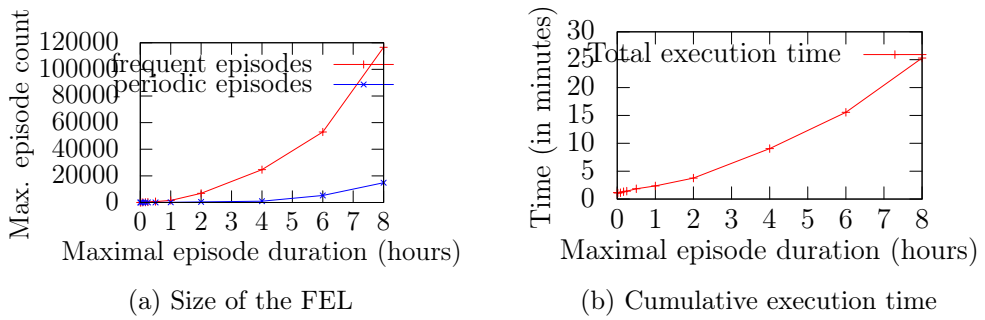 Max. episode count
120000
100000
80000
60000
40000
20000
0
frequent episodes
periodic episodes
0 1 2 3 4 5 6 7 8
Maximal episode duration (hours)
(a) Size of the FEL
Time (in minutes)
30
25
20
15
10
5
0
Total execution time
0 1 2 3 4 5 6 7 8
Maximal episode duration (hours)
(b) Cumulative execution time